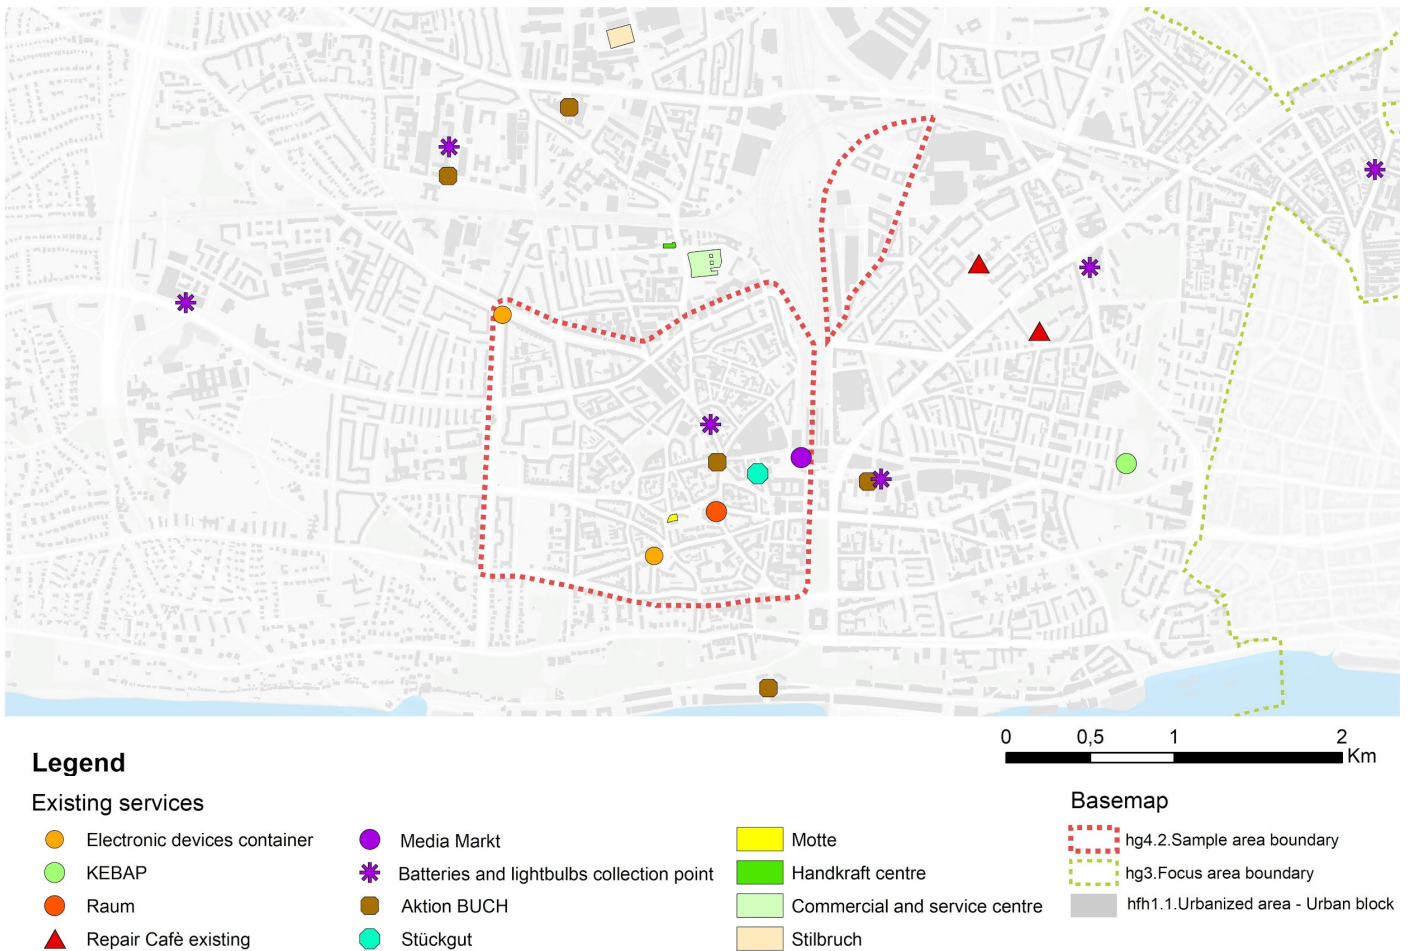 0 0,5 1 2
Km
Legend
Existing services
Basemap
Electronic devices container
Media Markt
Motte
hg4.2.Sample area boundary
KEBAP
Batteries and lightbulbs collection point
Handkraft centre
hg3.Focus area boundary
Raum
Aktion BUCH
Commercial and service centre
hfh1.1.Urbanized area - Urban block
Repair Cafè existing
Stückgut
Stilbruch